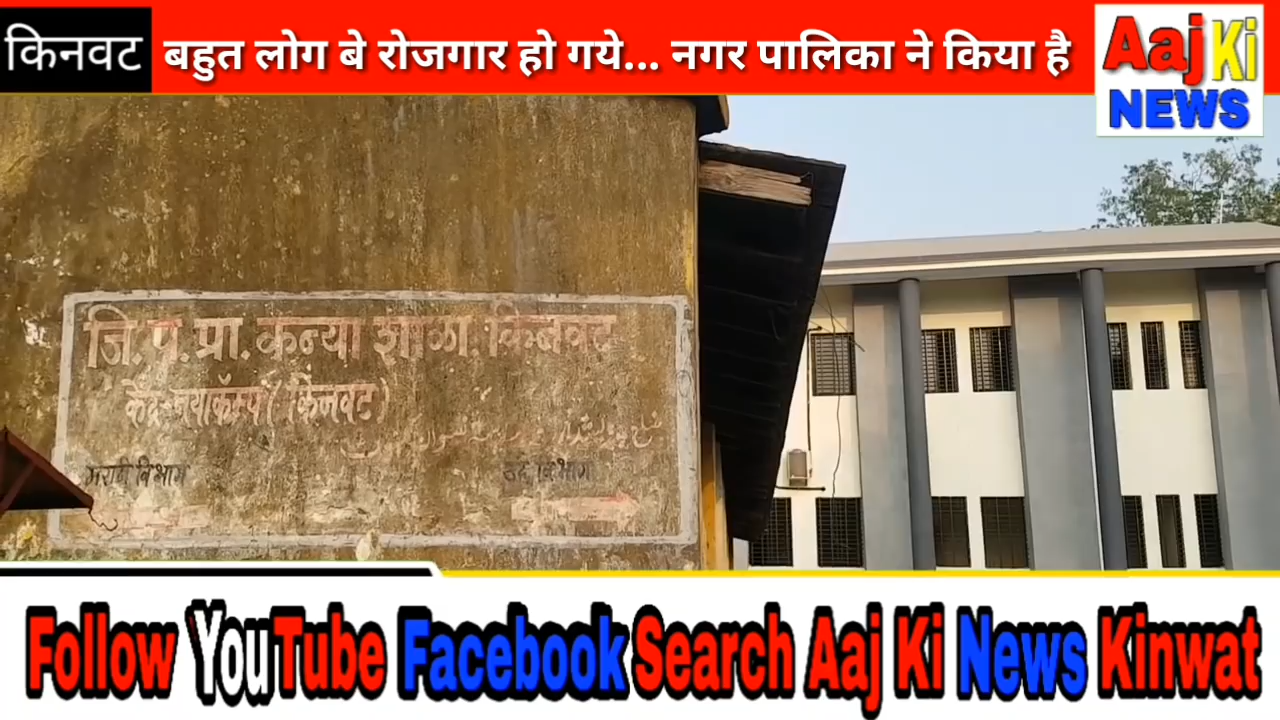 किनवट
बहुत लोग बे रोजगार हो गये... नगर पालिका ने किया है
Aaj Ki
NEWS
जि.प.प्रा.कन्या शाळा.किनवट
केंद्र-नयाकॅम्प (किनवट)
मराठी विभाग
उर्दू विभाग
Follow YouTube Facebook Search Aaj Ki News Kinwat